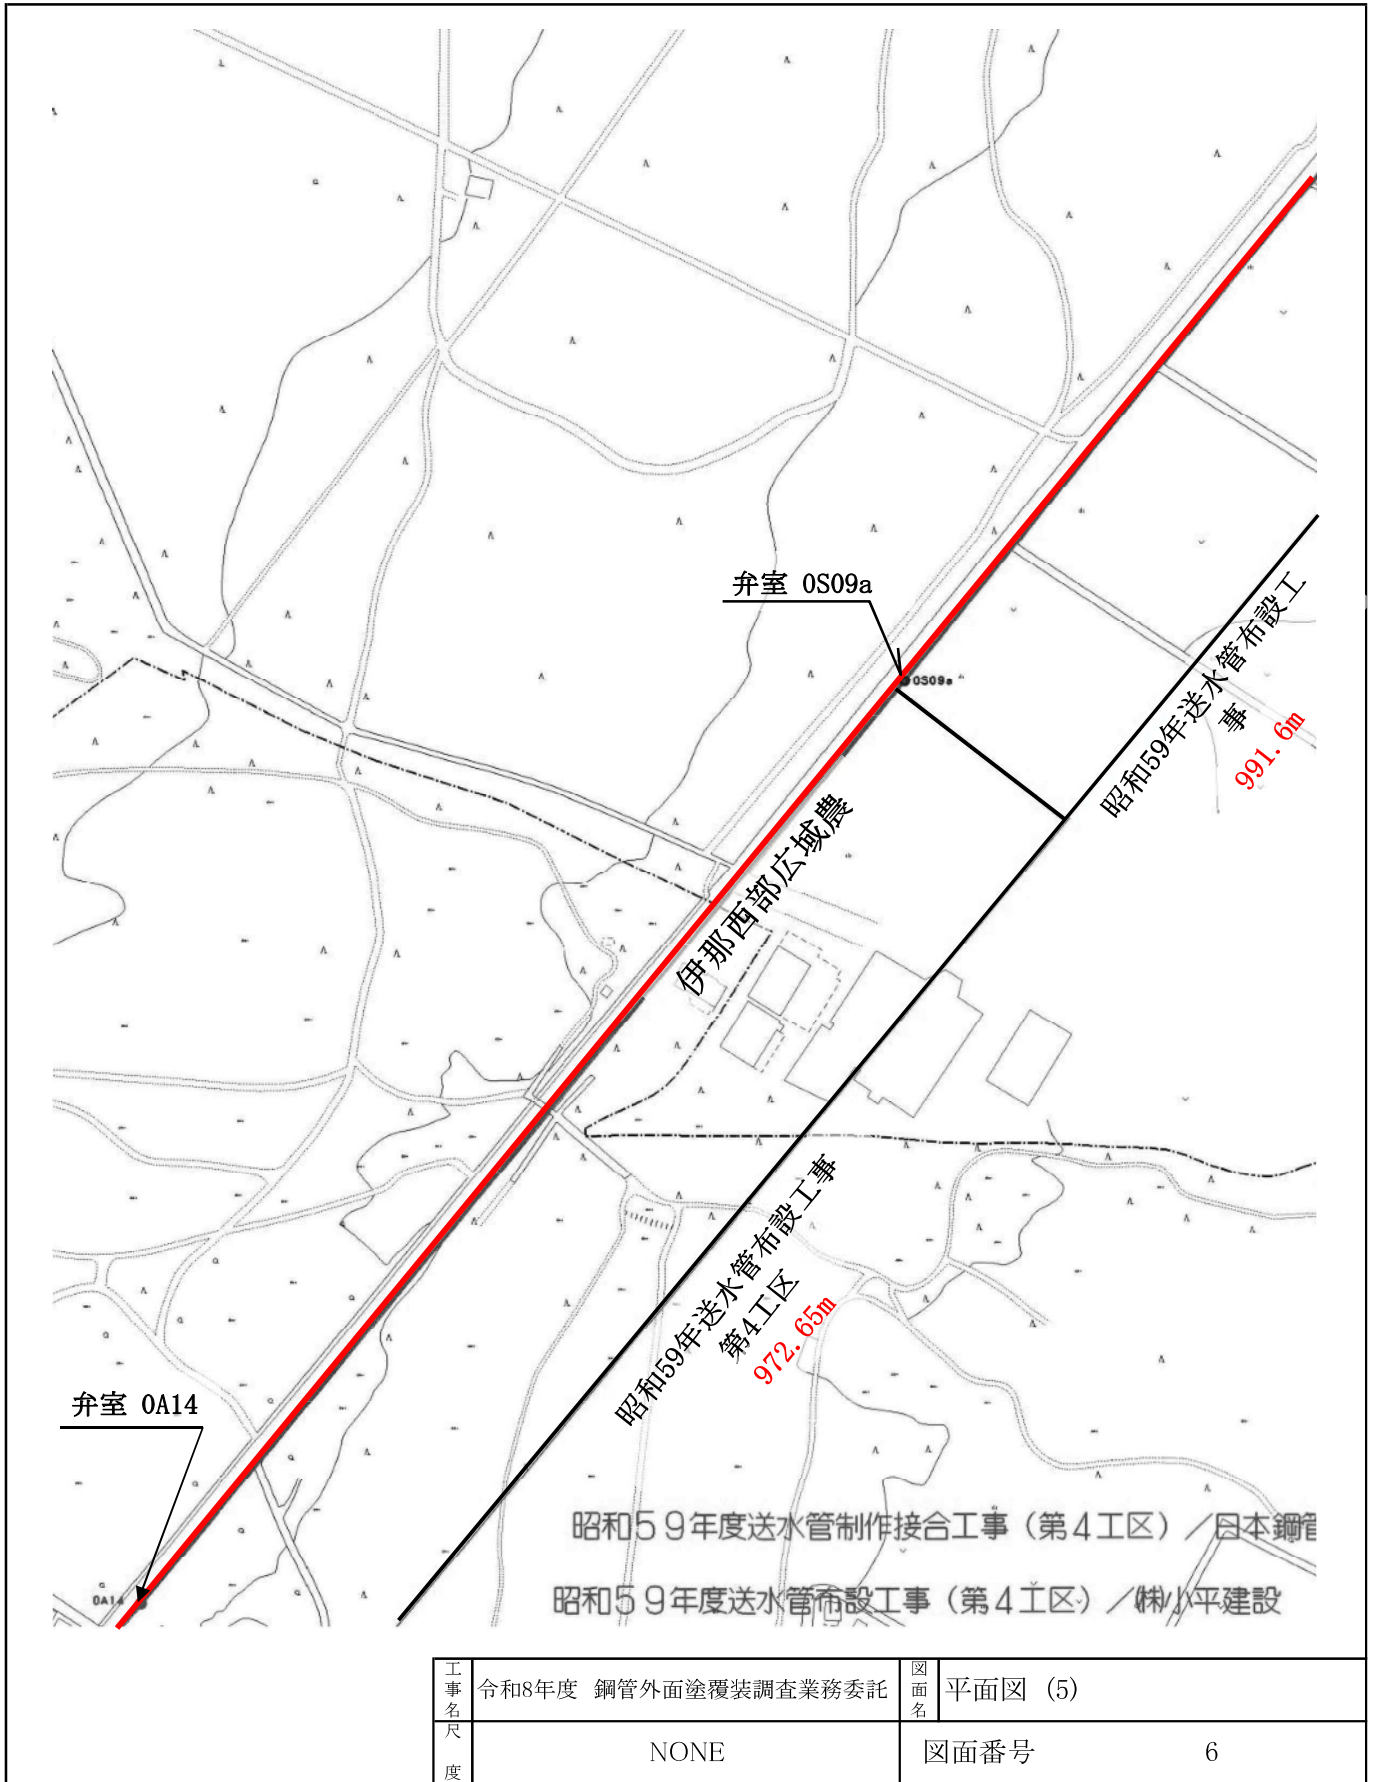 弁室 0S09a
0S09a
昭和59年送水管布設工
事
991.6m
伊那西部広域農
昭和59年送水管布設工事
第4工区
972.65m
弁室 0A14
0A14
昭和59年度送水管制作接合工事（第4工区）／日本鋼管
昭和59年度送水管布設工事（第4工区）／㈱小平建設
工事名 令和8年度 鋼管外面塗覆装調査業務委託 図面名 平面図 (5)
尺度 NONE 図面番号 6